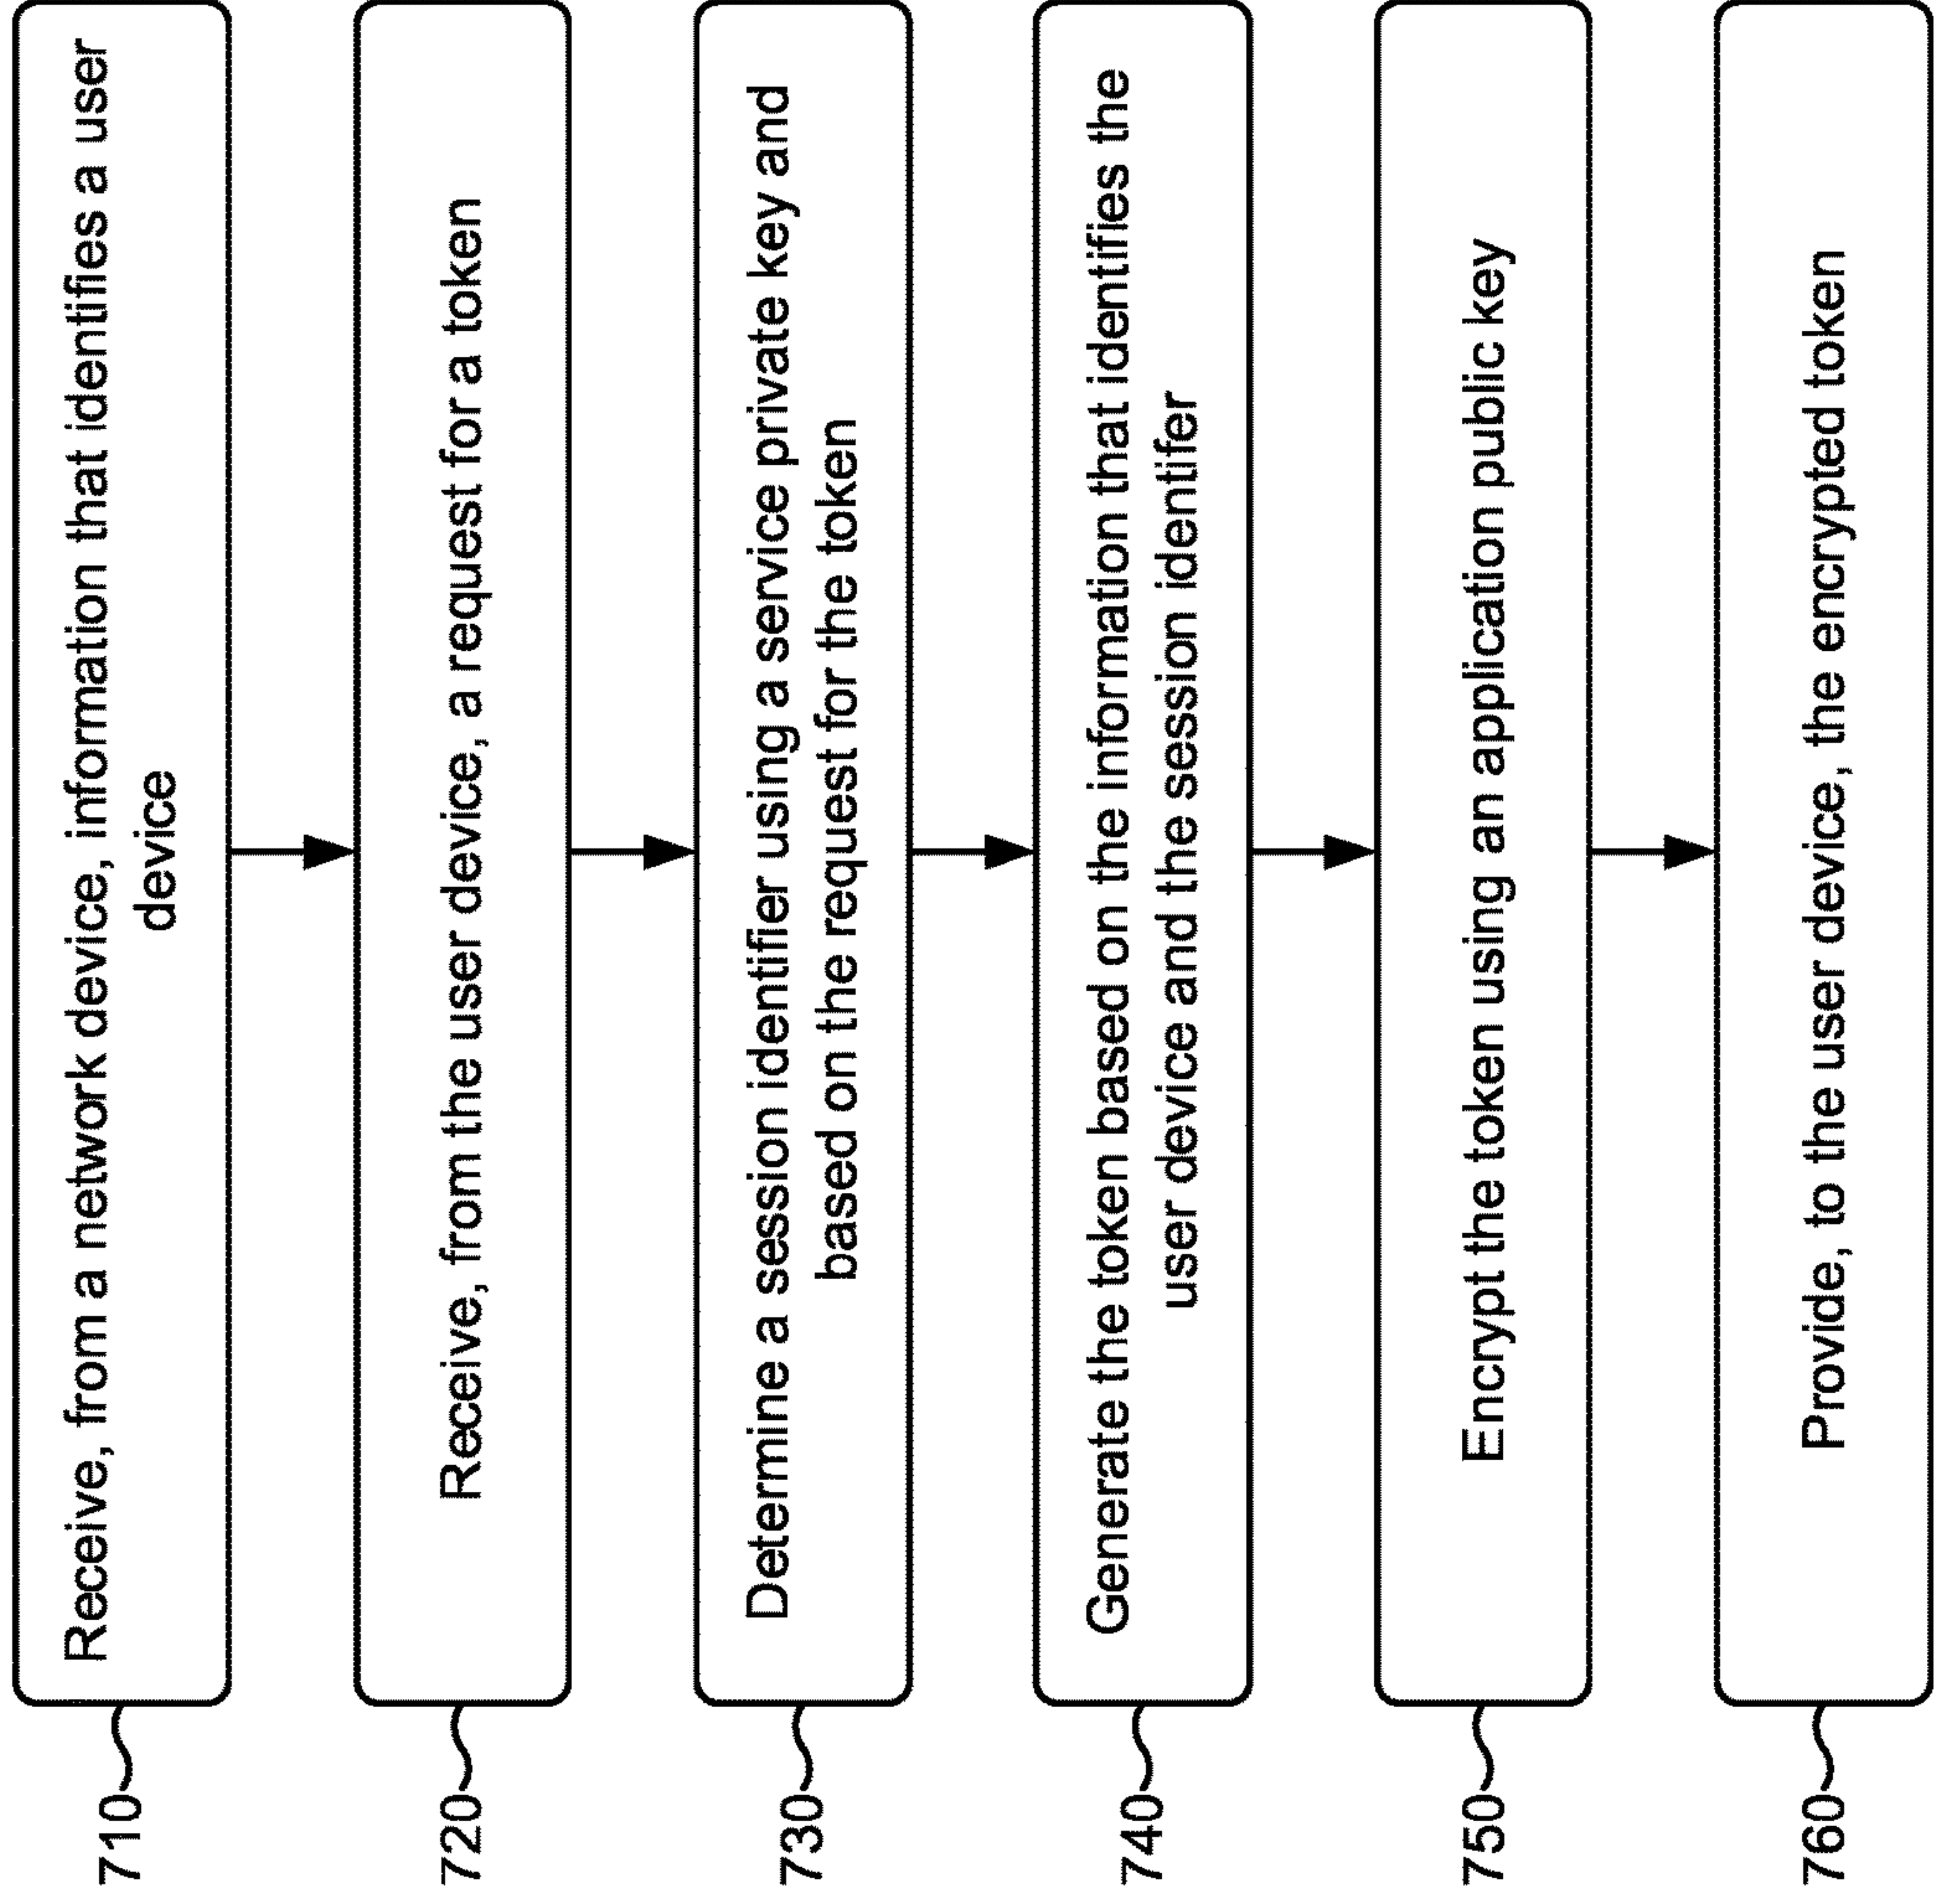 710
Receive, from a network device, information that identifies a user
device
720
Receive, from the user device, a request for a token
730
Determine a session identifier using a service private key and
based on the request for the token
740
Generate the token based on the information that identifies the
user device and the session identifer
750
Encrypt the token using an application public key
760
Provide, to the user device, the encrypted token